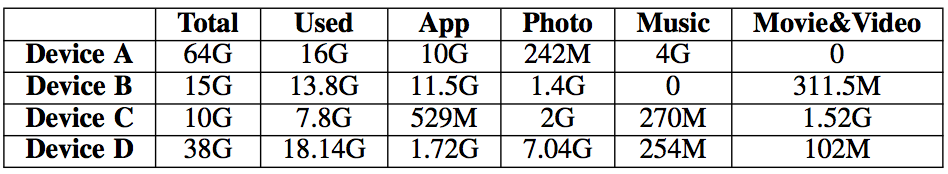 Total Used App Photo Music Movie&Video
Device A 64G 16G 10G 242M 4G 0
Device B 15G 13.8G 11.5G 1.4G 0 311.5M
Device C 10G 7.8G 529M 2G 270M 1.52G
Device D 38G 18.14G 1.72G 7.04G 254M 102M